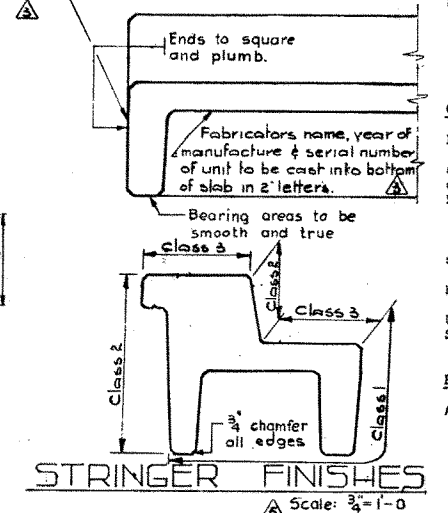 3
Ends to square
and plumb.
Fabricators name, year of
manufacture & serial number
of unit to be cast into bottom
of slab in 2" letters.
3
Bearing areas to be
smooth and true
Class 3
Class 2
Class 3
Class 2
Class 1
3/4" chamfer
all edges
STRINGER FINISHES
Scale: 3/4"=1'-0